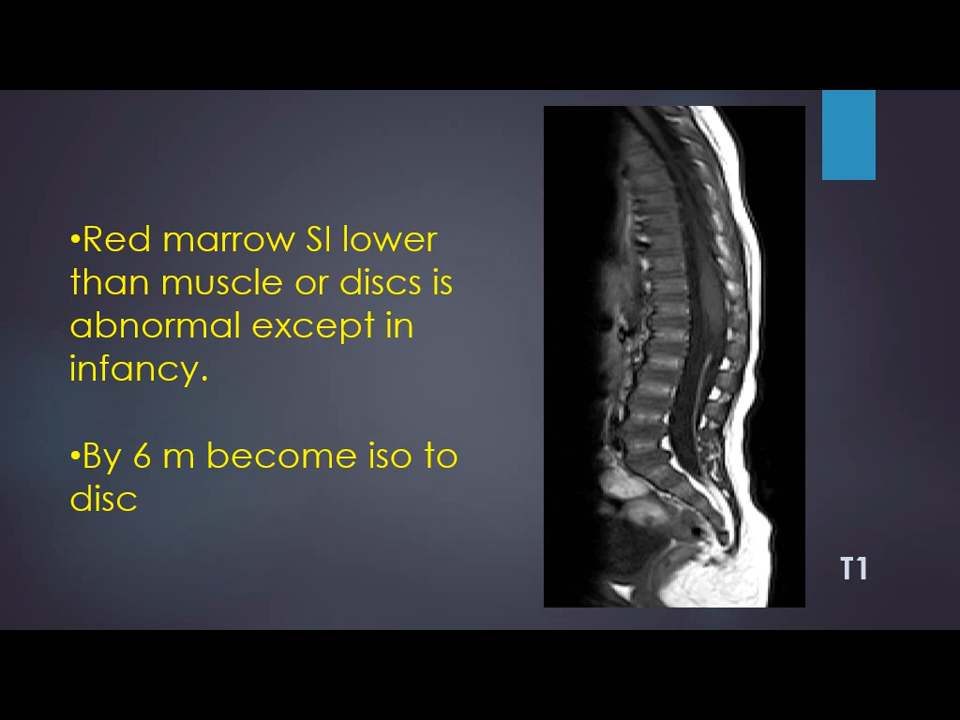 •Red marrow SI lower
than muscle or discs is
abnormal except in
infancy.
•By 6 m become iso to
disc
T1